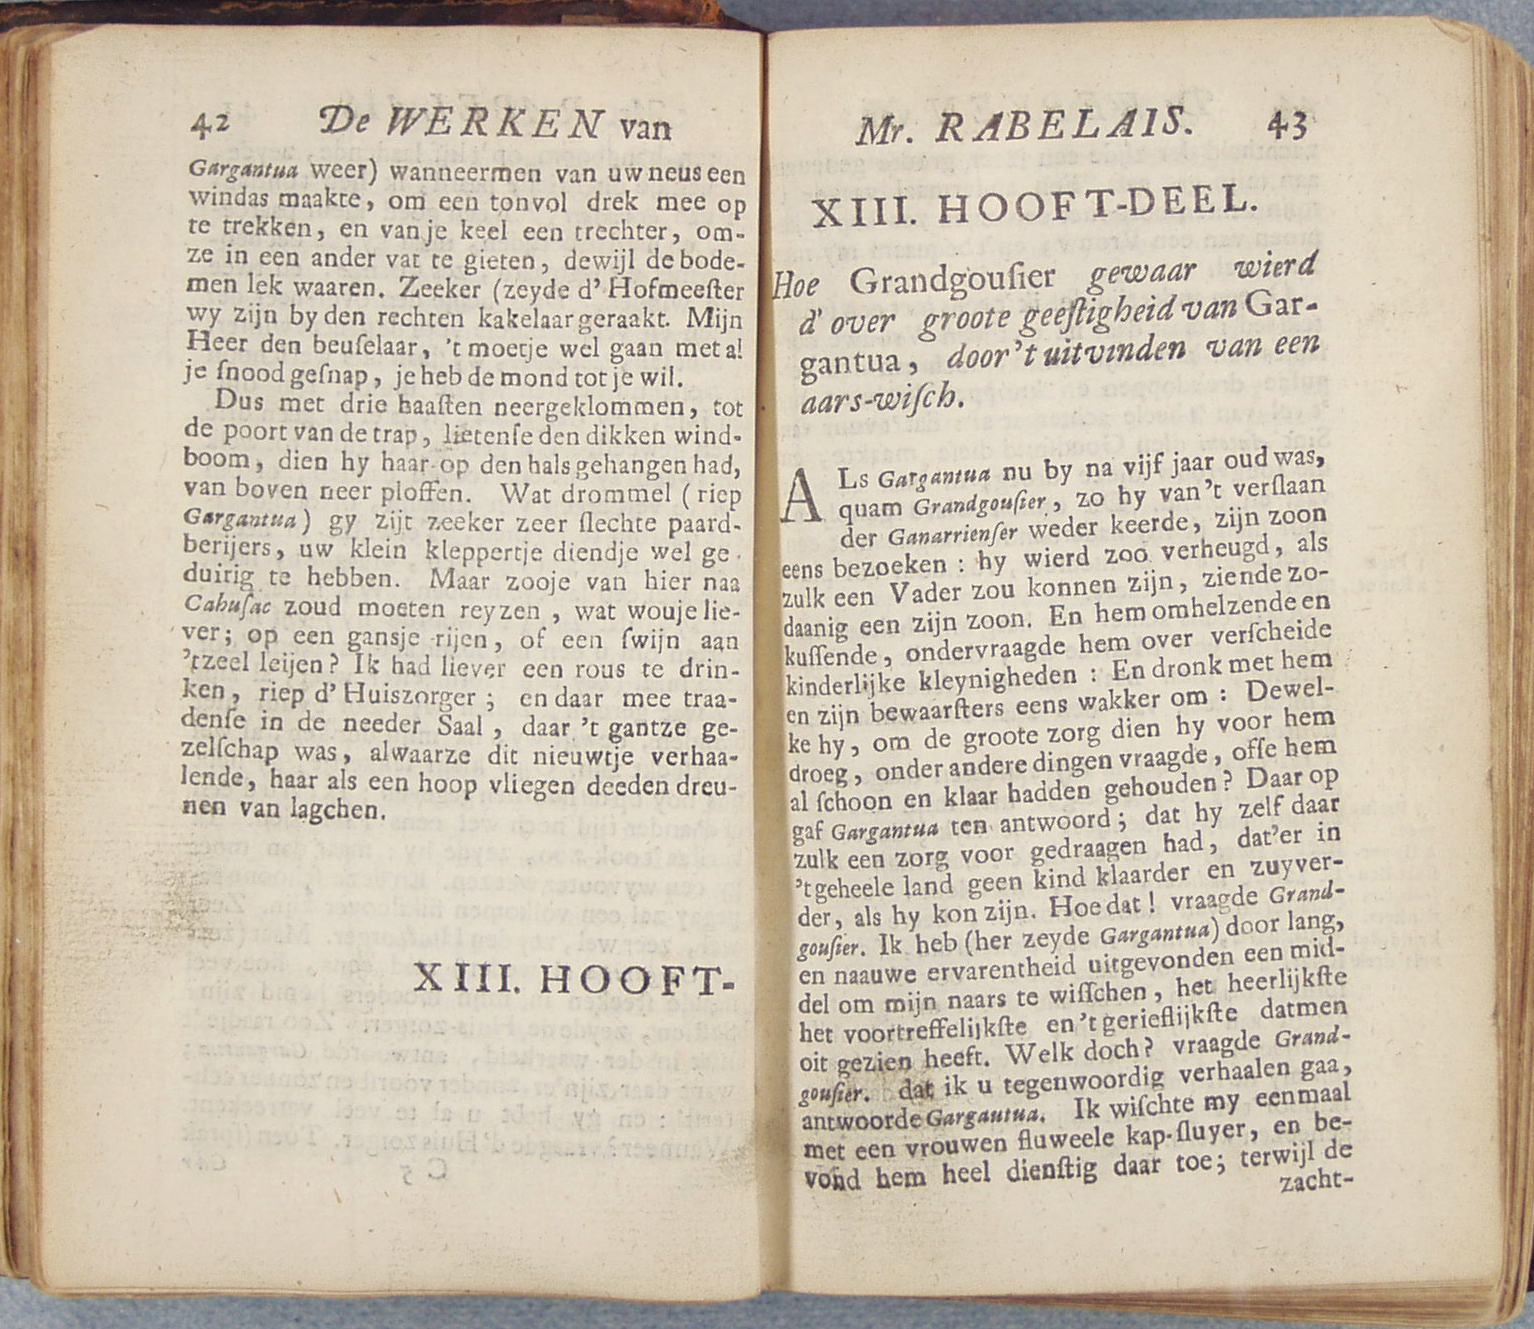 42 De WERKEN van
Gargantua weer) wanneermen van uw neus een
windas maakte, om een tonvol drek mee op
te trekken, en van je keel een trechter, om-
ze in een ander vat te gieten, dewijl de bode-
men lek waaren. Zeeker (zeyde d' Hofmeeſter
wy zijn by den rechten kakelaar geraakt. Mijn
Heer den beuſelaar, 't moetje wel gaan met al
je ſnood geſnap, je heb de mond tot je wil.
Dus met drie haaſten neergeklommen, tot
de poort van de trap, lietenſe den dikken wind-
boom, dien hy haar op den hals gehangen had,
van boven neer ploffen. Wat drommel (riep
Gargantua) gy zijt zeeker zeer ſlechte paard-
berijers, uw klein kleppertje diendje wel ge-
duirig te hebben. Maar zooje van hier naa
Cahuſac zoud moeten reyzen, wat wouje lie-
ver; op een gansje rijen, of een ſwijn aan
'tzeel leijen? Ik had liever een rous te drin-
ken, riep d' Huiszorger; en daar mee traa-
denſe in de needer Saal, daar 't gantze ge-
zelſchap was, alwaarze dit nieuwtje verhaa-
lende, haar als een hoop vliegen deeden dreu-
nen van lagchen.
XIII. HOOFT-
Mr. RABELAIS. 43
XIII. HOOFT-DEEL.
Hoe Grandgouſier gewaar wierd
d' over groote geeſtigheid van Gar-
gantua, door 't uitvinden van een
aars-wiſch.
ALs Gargantua nu by na vijf jaar oud was,
quam Grandgouſier, zo hy van 't verſlaan
der Ganarrienſer weder keerde, zijn zoon
eens bezoeken : hy wierd zoo verheugd, als
zulk een Vader zou konnen zijn, ziende zo-
daanig een zijn zoon. En hem omhelzende en
kuſſende, ondervraagde hem over verſcheide
kinderlijke kleynigheden : En dronk met hem
en zijn bewaarſters eens wakker om : Dewel-
ke hy, om de groote zorg dien hy voor hem
droeg, onder andere dingen vraagde, offe hem
al ſchoon en klaar hadden gehouden? Daar op
gaf Gargantua ten antwoord; dat hy zelf daar
zulk een zorg voor gedraagen had, dat'er in
't geheele land geen kind klaarder en zuyver-
der, als hy kon zijn. Hoe dat! vraagde Grand-
gouſier. Ik heb (her zeyde Gargantua) door lang,
en naauwe ervarentheid uitgevonden een mid-
del om mijn naars te wiſſchen, het heerlijkſte
het voortreffelijkſte en 't gerieflijkſte datmen
oit gezien heeft. Welk doch? vraagde Grand-
gouſier. dat ik u tegenwoordig verhaalen gaa,
antwoorde Gargantua. Ik wiſchte my eenmaal
met een vrouwen fluweele kap-ſluyer, en be-
vond hem heel dienſtig daar toe; terwijl de
zacht-